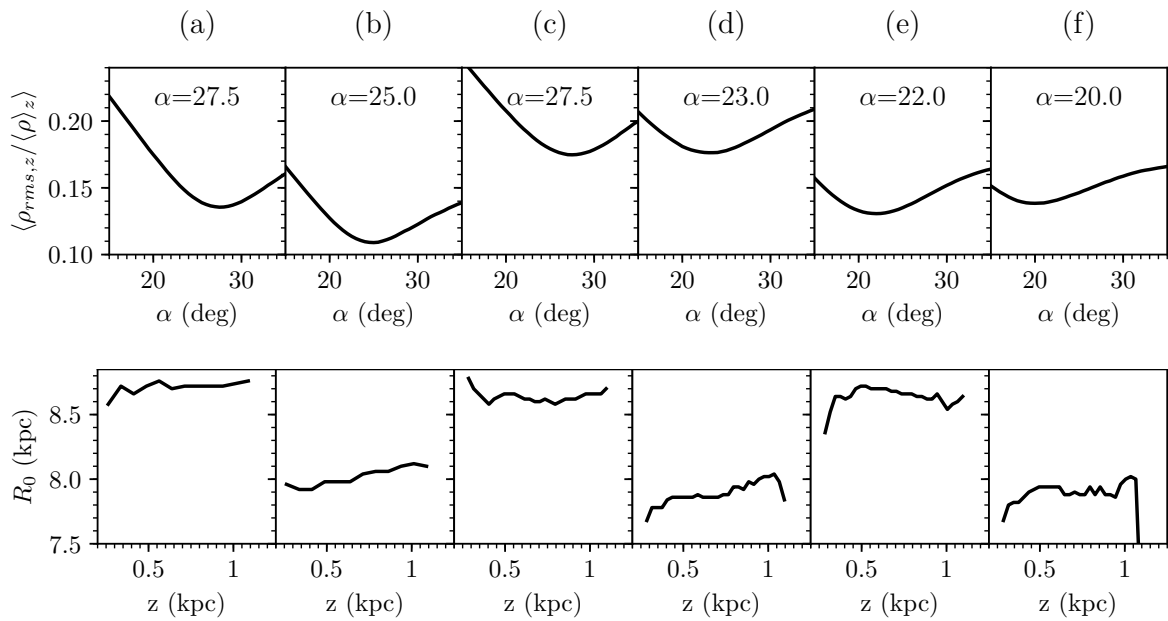 (a) (b) (c) (d) (e) (f)
α=27.5 α=25.0 α=27.5 α=23.0 α=22.0 α=20.0
⟨ρ_{rms,z}/⟨ρ⟩_z⟩
0.20
0.15
0.10
20 30 20 30 20 30 20 30 20 30 20 30
α (deg) α (deg) α (deg) α (deg) α (deg) α (deg)
R_0 (kpc)
8.5
8.0
7.5
0.5 1 0.5 1 0.5 1 0.5 1 0.5 1 0.5 1
z (kpc) z (kpc) z (kpc) z (kpc) z (kpc) z (kpc)